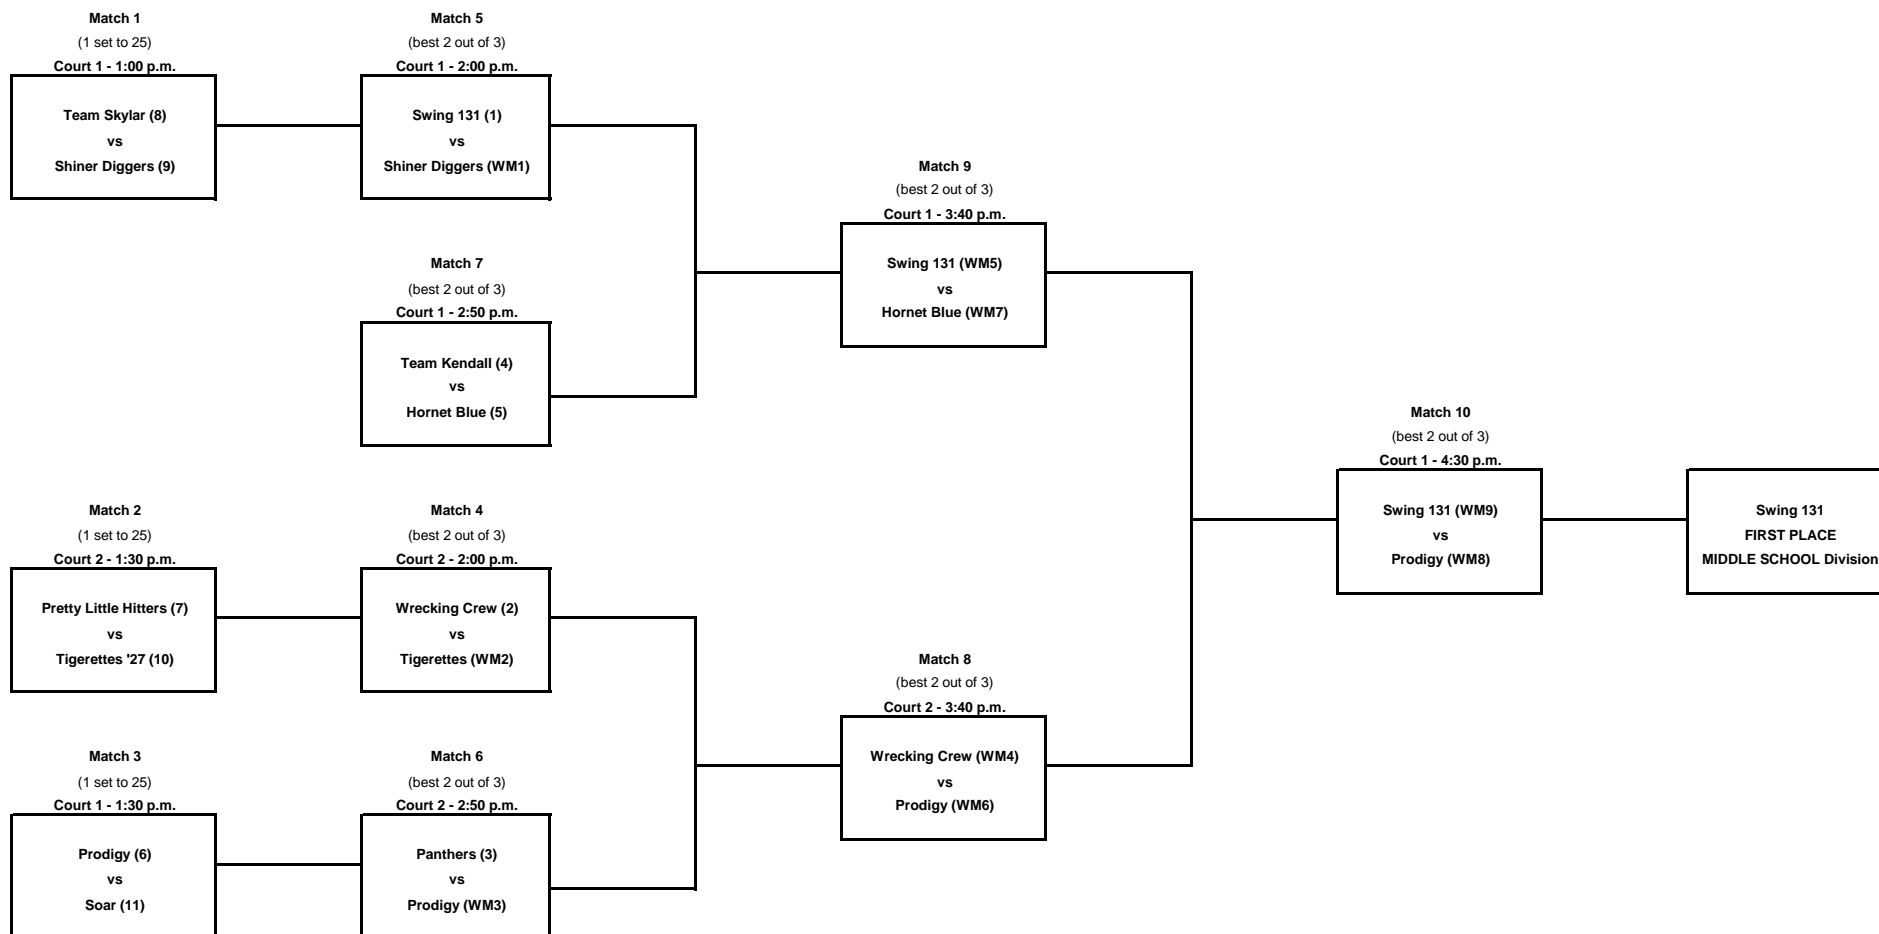 Match 1
(1 set to 25)
Court 1 - 1:00 p.m.
Team Skylar (8)
vs
Shiner Diggers (9)
Match 5
(best 2 out of 3)
Court 1 - 2:00 p.m.
Swing 131 (1)
vs
Shiner Diggers (WM1)
Match 7
(best 2 out of 3)
Court 1 - 2:50 p.m.
Team Kendall (4)
vs
Hornet Blue (5)
Match 9
(best 2 out of 3)
Court 1 - 3:40 p.m.
Swing 131 (WM5)
vs
Hornet Blue (WM7)
Match 10
(best 2 out of 3)
Court 1 - 4:30 p.m.
Swing 131 (WM9)
vs
Prodigy (WM8)
Swing 131
FIRST PLACE
MIDDLE SCHOOL Division
Match 2
(1 set to 25)
Court 2 - 1:30 p.m.
Pretty Little Hitters (7)
vs
Tigerettes '27 (10)
Match 4
(best 2 out of 3)
Court 2 - 2:00 p.m.
Wrecking Crew (2)
vs
Tigerettes (WM2)
Match 8
(best 2 out of 3)
Court 2 - 3:40 p.m.
Wrecking Crew (WM4)
vs
Prodigy (WM6)
Match 3
(1 set to 25)
Court 1 - 1:30 p.m.
Prodigy (6)
vs
Soar (11)
Match 6
(best 2 out of 3)
Court 2 - 2:50 p.m.
Panthers (3)
vs
Prodigy (WM3)